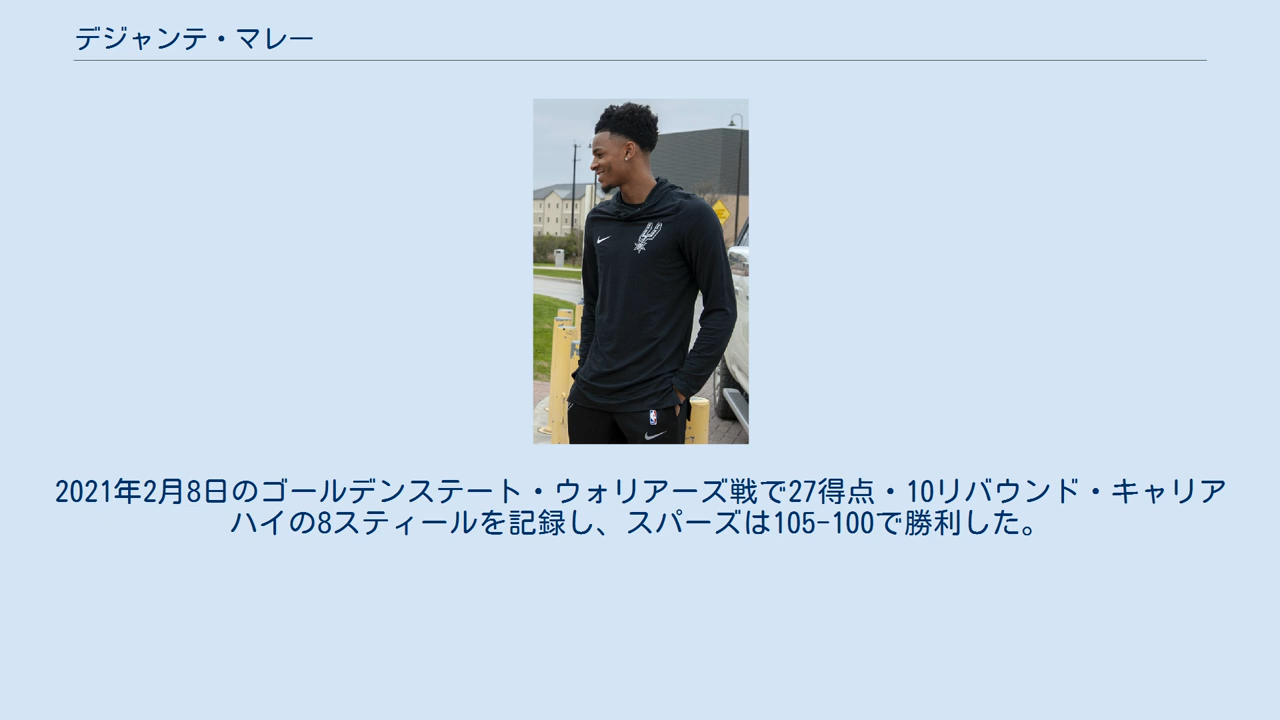 デジャンテ・マレー
2021年2月8日のゴールデンステート・ウォリアーズ戦で27得点・10リバウンド・キャリア
ハイの8スティールを記録し、スパーズは105-100で勝利した。